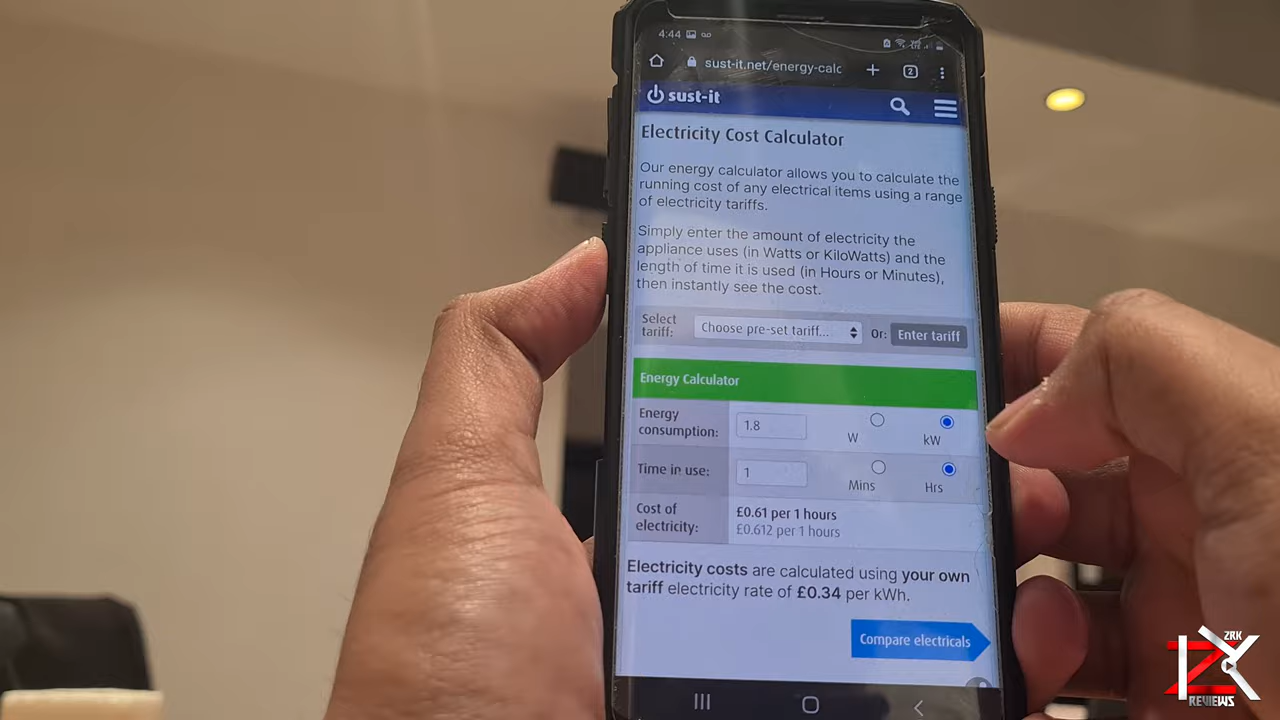 4:44
sust-it.net/energy-calc
2
sust-it
Electricity Cost Calculator
Our energy calculator allows you to calculate the
running cost of any electrical items using a range
of electricity tariffs.
Simply enter the amount of electricity the
appliance uses (in Watts or KiloWatts) and the
length of time it is used (in Hours or Minutes),
then instantly see the cost.
Select
tariff:
Choose pre-set tariff...
Or:
Enter tariff
Energy Calculator
Energy
consumption:
1.8
W
kW
Time in use:
1
Mins
Hrs
Cost of
electricity:
£0.61 per 1 hours
£0.612 per 1 hours
Electricity costs are calculated using your own
tariff electricity rate of £0.34 per kWh.
Compare electricals
ZRK
REVIEWS